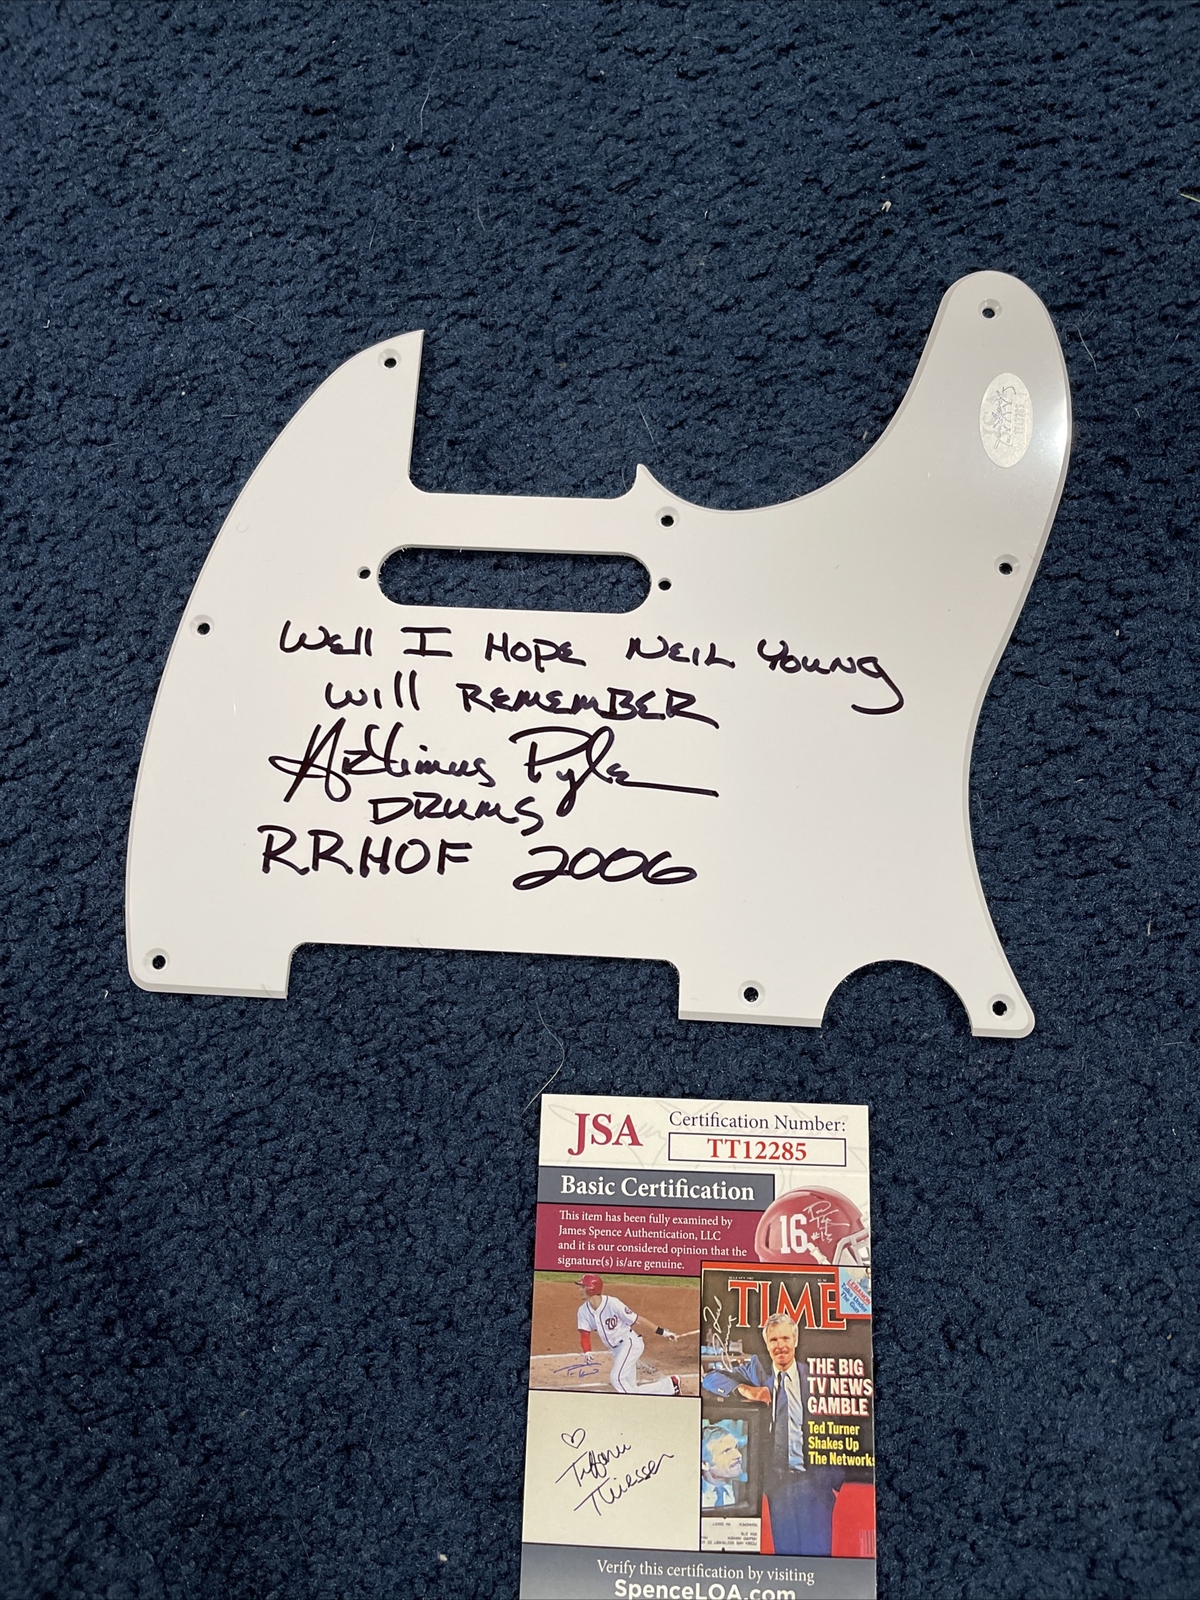 Well I Hope Neil Young
will Remember
Artimus Pyle
Drums
RRHOF 2006
JSA
Certification Number:
TT12285
Basic Certification
This item has been fully examined by
James Spence Authentication, LLC
and it is our considered opinion that the
signature(s) is/are genuine.
16
#13
TIME
THE BIG
TV NEWS
GAMBLE
Ted Turner
Shakes Up
The Networks
Tiffani
Thiessen
Verify this certification by visiting
SpenceLOA.com